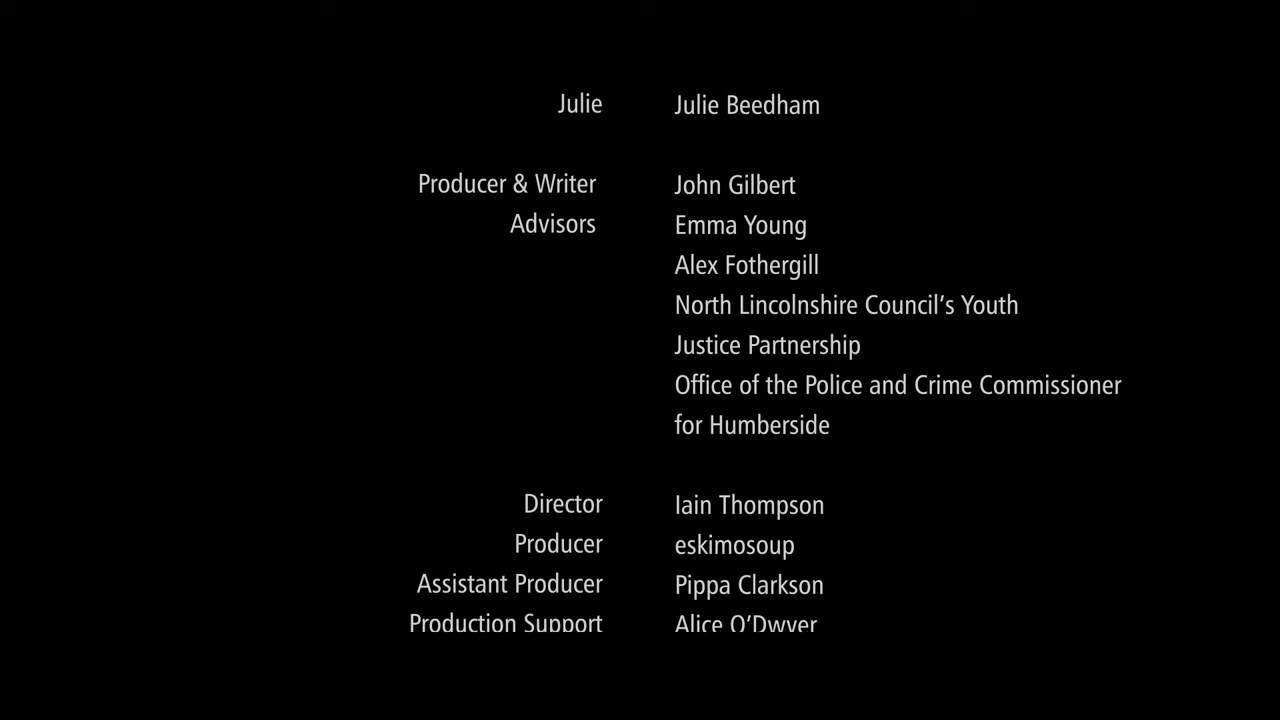 Julie Julie Beedham
Producer & Writer John Gilbert
Advisors Emma Young
Alex Fothergill
North Lincolnshire Council's Youth
Justice Partnership
Office of the Police and Crime Commissioner
for Humberside
Director Iain Thompson
Producer eskimosoup
Assistant Producer Pippa Clarkson
Production Support Alice O'Dwyer